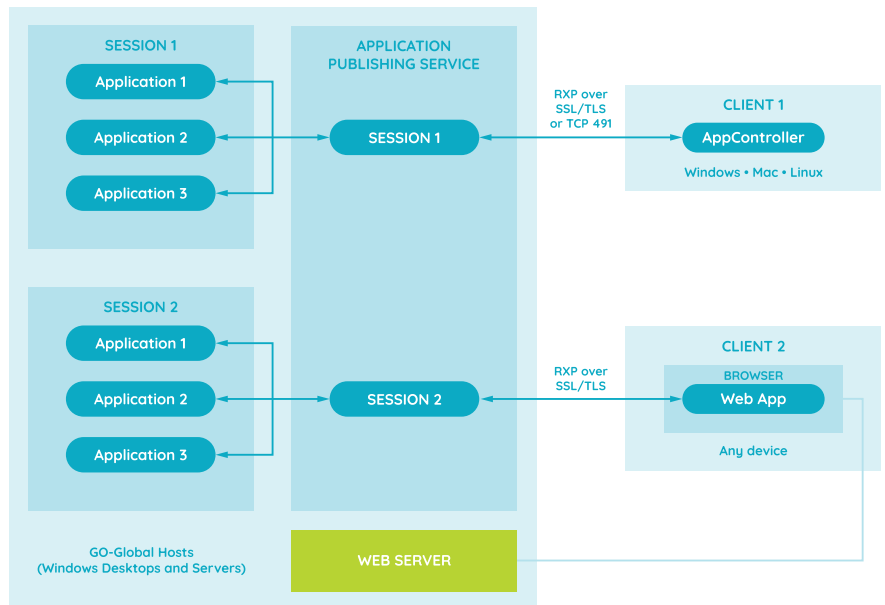 SESSION 1
Application 1
Application 2
Application 3
APPLICATION
PUBLISHING SERVICE
SESSION 1
RXP over
SSL/TLS
or TCP 491
CLIENT 1
AppController
Windows • Mac • Linux
SESSION 2
Application 1
Application 2
Application 3
SESSION 2
RXP over
SSL/TLS
CLIENT 2
BROWSER
Web App
Any device
GO-Global Hosts
(Windows Desktops and Servers)
WEB SERVER